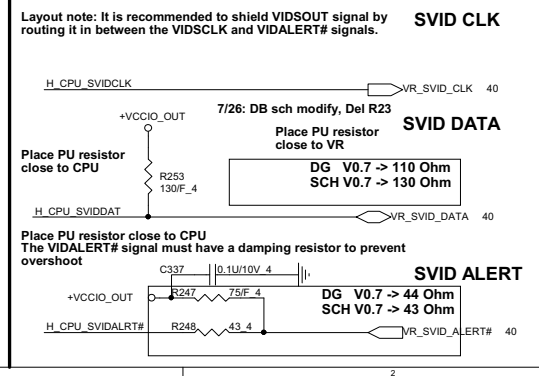 Layout note: It is recommended to shield VIDSOUT signal by
routing it in between the VIDSCLK and VIDALERT# signals.
SVID CLK
H_CPU_SVIDCLK
VR_SVID_CLK 40
7/26: DB sch modify, Del R23
+VCCIO_OUT
SVID DATA
Place PU resistor
close to VR
Place PU resistor
close to CPU
R253
130/F_4
DG V0.7 -> 110 Ohm
SCH V0.7 -> 130 Ohm
H_CPU_SVIDDAT
VR_SVID_DATA 40
Place PU resistor close to CPU
The VIDALERT# signal must have a damping resistor to prevent
overshoot
C337
0.1U/10V_4
SVID ALERT
+VCCIO_OUT
R247
75/F_4
DG V0.7 -> 44 Ohm
SCH V0.7 -> 43 Ohm
H_CPU_SVIDALRT#
R248
43_4
VR_SVID_ALERT# 40
2